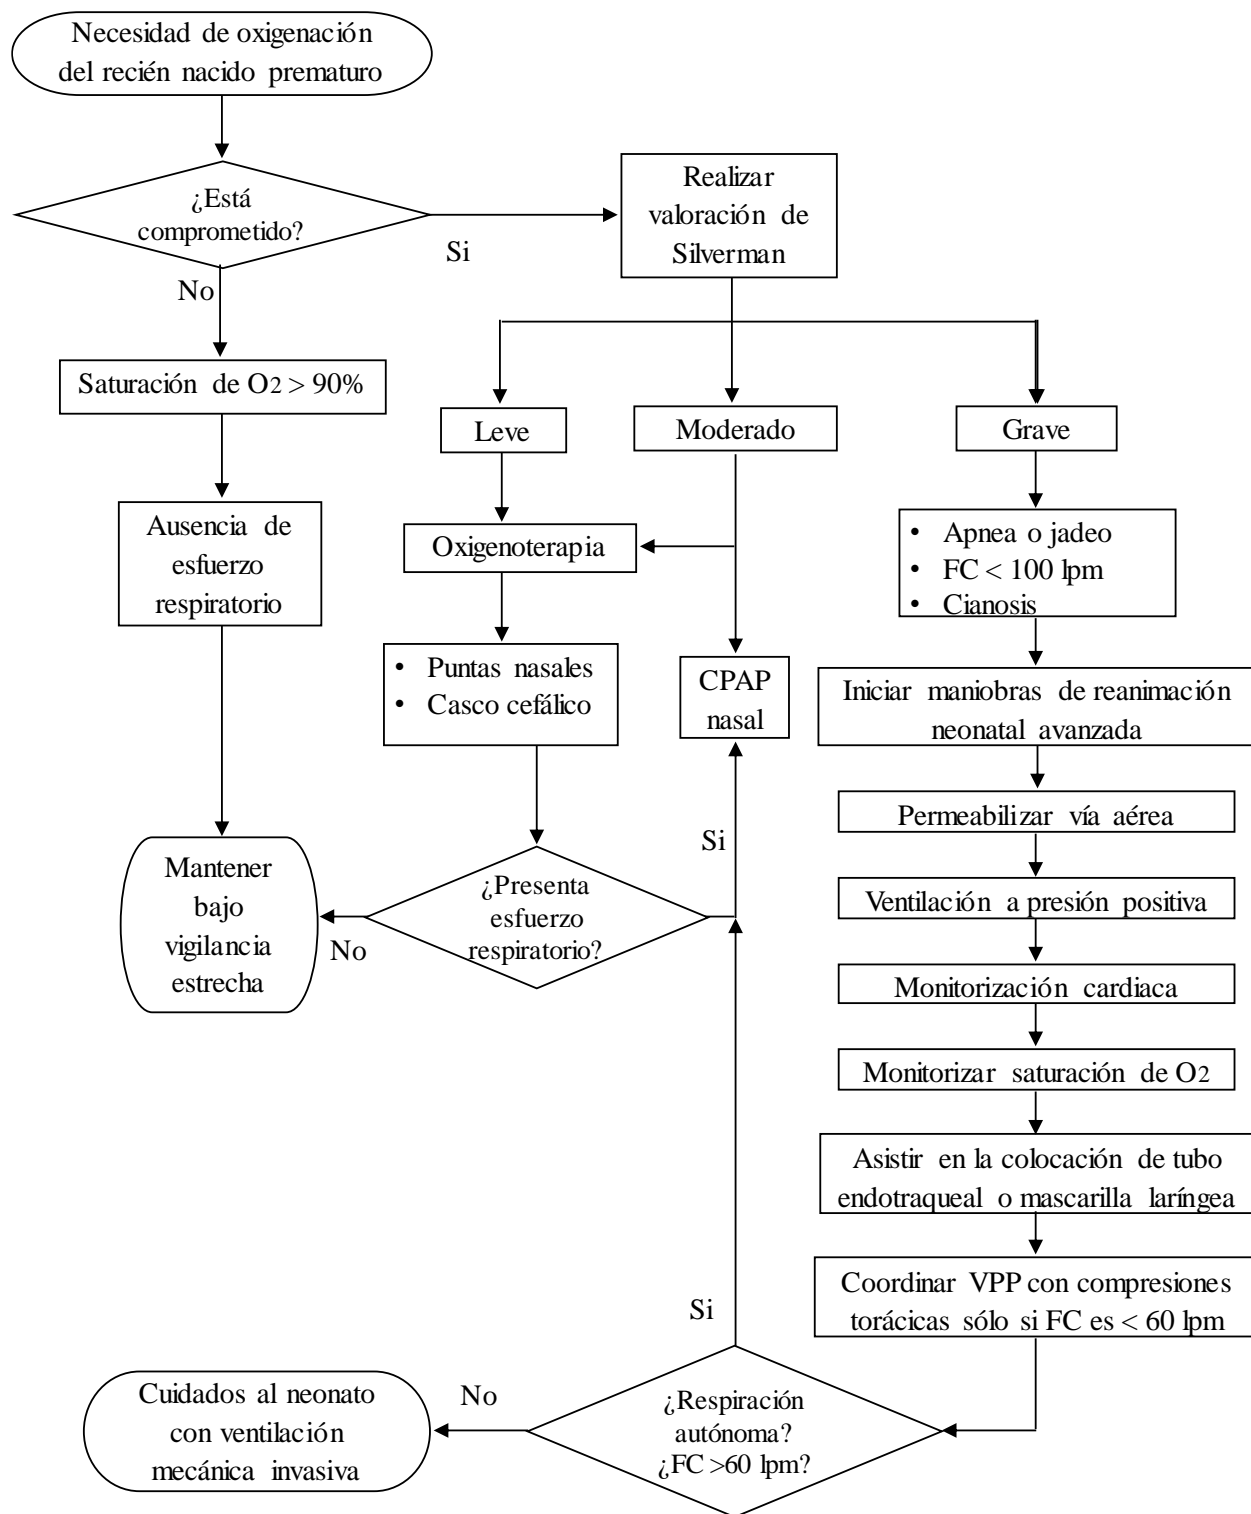 Necesidad de oxigenación
del recién nacido prematuro
¿Está
comprometido?
Si
No
Realizar
valoración de
Silverman
Saturación de O2 > 90%
Ausencia de
esfuerzo
respiratorio
Leve
Moderado
Grave
Oxigenoterapia
• Apnea o jadeo
• FC < 100 lpm
• Cianosis
• Puntas nasales
• Casco cefálico
CPAP
nasal
Iniciar maniobras de reanimación
neonatal avanzada
Permeabilizar vía aérea
Si
Mantener
bajo
vigilancia
estrecha
No
¿Presenta
esfuerzo
respiratorio?
Ventilación a presión positiva
Monitorización cardiaca
Monitorizar saturación de O2
Asistir en la colocación de tubo
endotraqueal o mascarilla laríngea
Coordinar VPP con compresiones
torácicas sólo si FC es < 60 lpm
Si
Cuidados al neonato
con ventilación
mecánica invasiva
No
¿Respiración
autónoma?
¿FC >60 lpm?